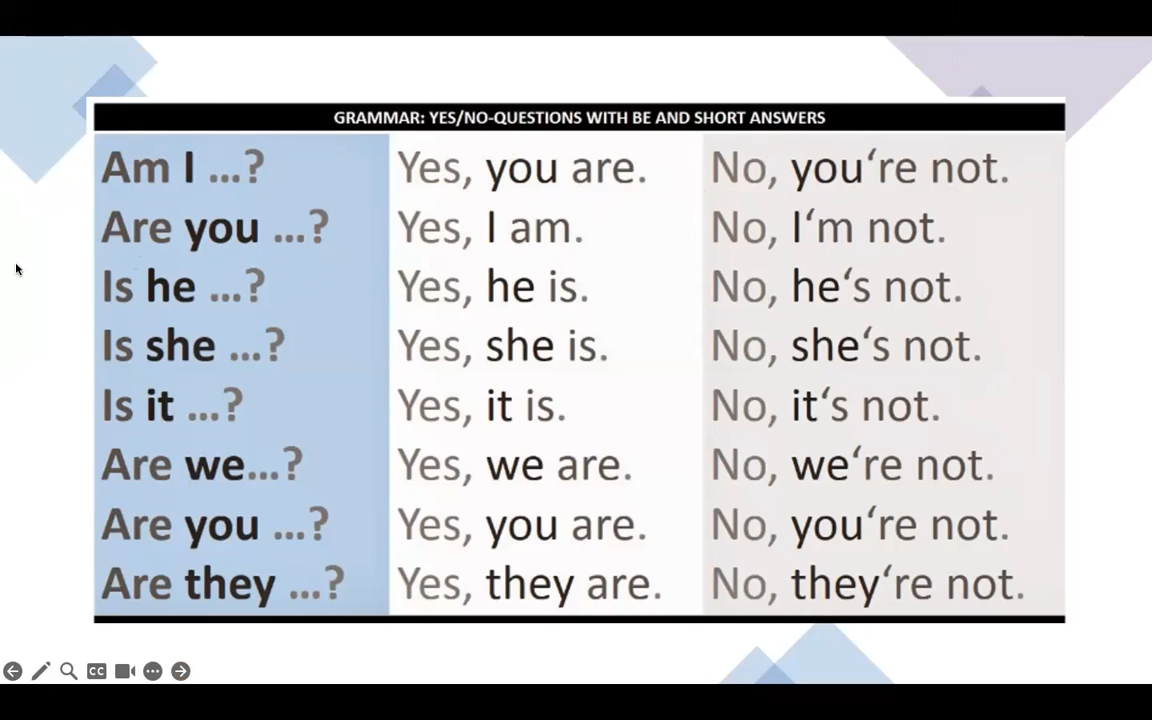 GRAMMAR: YES/NO-QUESTIONS WITH BE AND SHORT ANSWERS
Am I ...? Yes, you are. No, you‘re not.
Are you ...? Yes, I am. No, I‘m not.
Is he ...? Yes, he is. No, he‘s not.
Is she ...? Yes, she is. No, she‘s not.
Is it ...? Yes, it is. No, it‘s not.
Are we...? Yes, we are. No, we‘re not.
Are you ...? Yes, you are. No, you‘re not.
Are they ...? Yes, they are. No, they‘re not.
CC